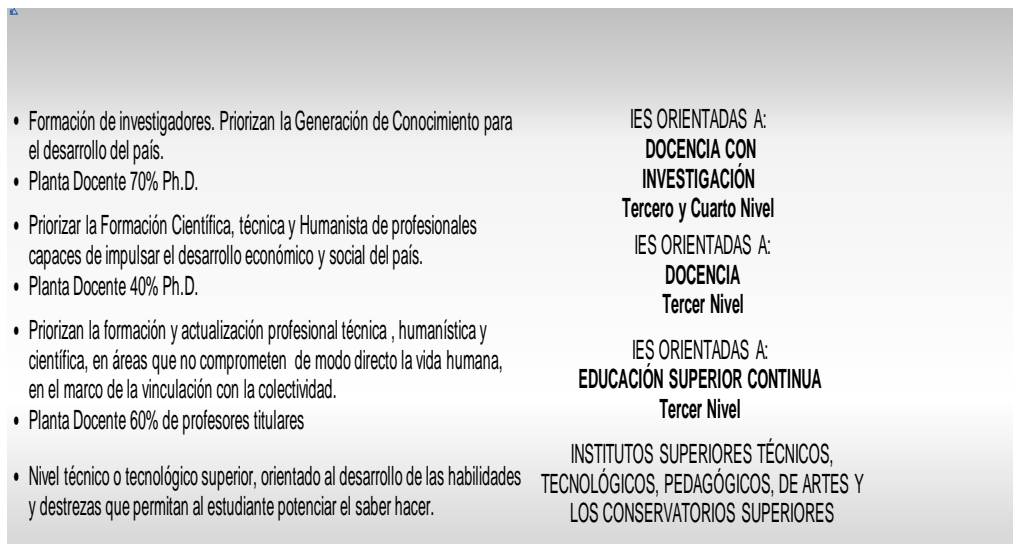 • Formación de investigadores. Priorizan la Generación de Conocimiento para
el desarrollo del país.
• Planta Docente 70% Ph.D.
IES ORIENTADAS A:
DOCENCIA CON
INVESTIGACIÓN
Tercero y Cuarto Nivel
• Priorizar la Formación Científica, técnica y Humanista de profesionales
capaces de impulsar el desarrollo económico y social del país.
• Planta Docente 40% Ph.D.
IES ORIENTADAS A:
DOCENCIA
Tercer Nivel
• Priorizan la formación y actualización profesional técnica , humanística y
científica, en áreas que no comprometen de modo directo la vida humana,
en el marco de la vinculación con la colectividad.
• Planta Docente 60% de profesores titulares
IES ORIENTADAS A:
EDUCACIÓN SUPERIOR CONTINUA
Tercer Nivel
• Nivel técnico o tecnológico superior, orientado al desarrollo de las habilidades
y destrezas que permitan al estudiante potenciar el saber hacer.
INSTITUTOS SUPERIORES TÉCNICOS,
TECNOLÓGICOS, PEDAGÓGICOS, DE ARTES Y
LOS CONSERVATORIOS SUPERIORES